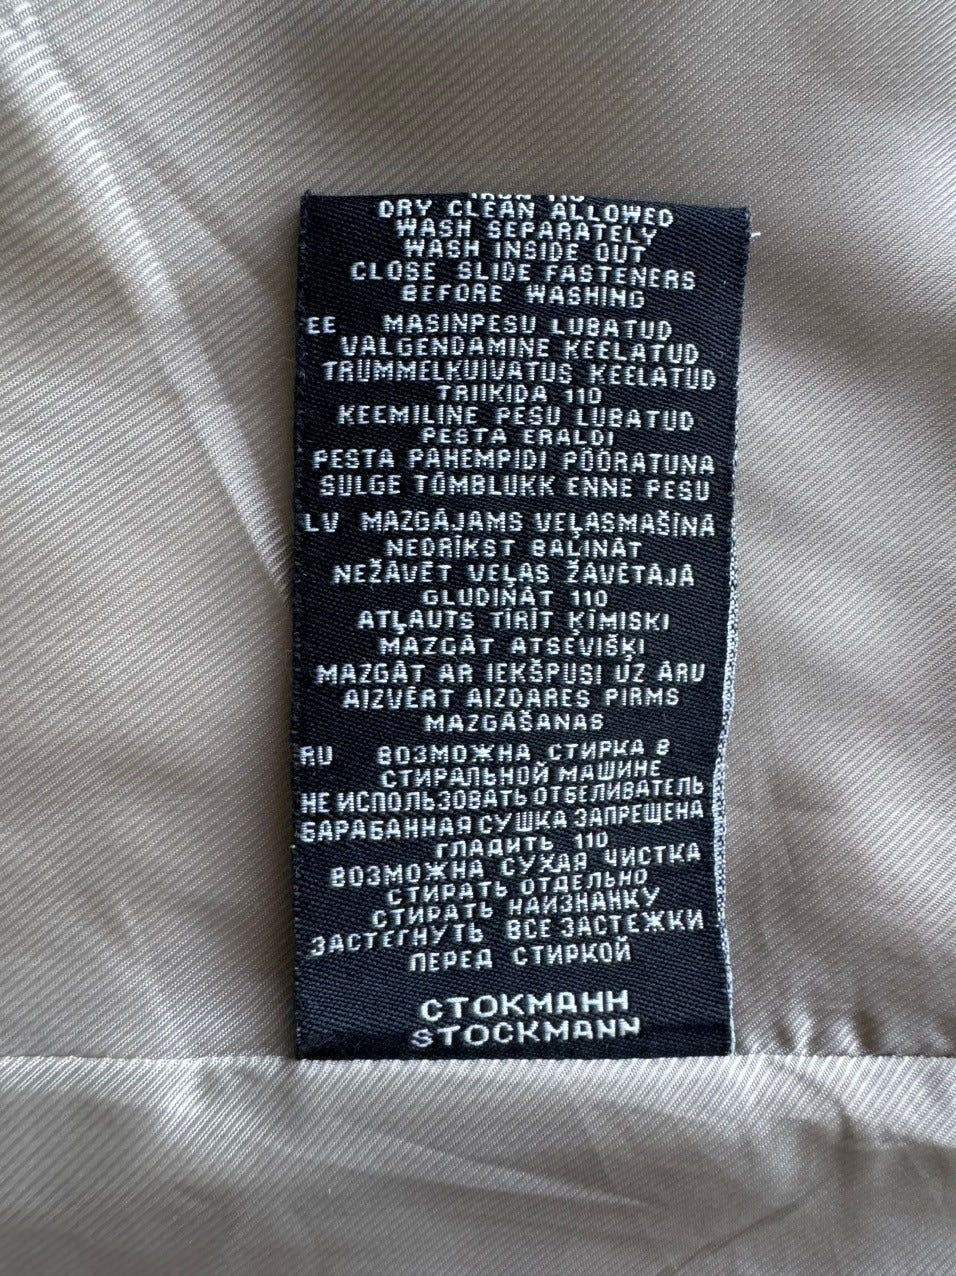 IRON 110
DRY CLEAN ALLOWED
WASH SEPARATELY
WASH INSIDE OUT
CLOSE SLIDE FASTENERS
BEFORE WASHING
EE MASINPESU LUBATUD
VALGENDAMINE KEELATUD
TRUMMELKUIVATUS KEELATUD
TRIIKIDA 110
KEEMILINE PESU LUBATUD
PESTA ERALDI
PESTA PAHEMPIDI PÖÖRATUNA
SULGE TÕMBLUKK ENNE PESU
LV MAZGĀJAMS VEĻASMAŠĪNĀ
NEDRĪKST BALINĀT
NEŽĀVĒT VEĻAS ŽĀVĒTĀJĀ
GLUDINĀT 110
ATĻAUTS TĪRĪT ĶĪMISKI
MAZGĀT ATSEVIŠĶI
MAZGĀT AR IEKŠPUSI UZ ĀRU
AIZVĒRT AIZDARES PIRMS
MAZGĀŠANAS
RU ВОЗМОЖНА СТИРКА В
СТИРАЛЬНОЙ МАШИНЕ
НЕ ИСПОЛЬЗОВАТЬ ОТБЕЛИВАТЕЛЬ
БАРАБАННАЯ СУШКА ЗАПРЕЩЕНА
ГЛАДИТЬ 110
ВОЗМОЖНА СУХАЯ ЧИСТКА
СТИРАТЬ ОТДЕЛЬНО
СТИРАТЬ НАИЗНАНКУ
ЗАСТЕГНУТЬ ВСЕ ЗАСТЕЖКИ
ПЕРЕД СТИРКОЙ
СТОКМАНН
STOCKMANN